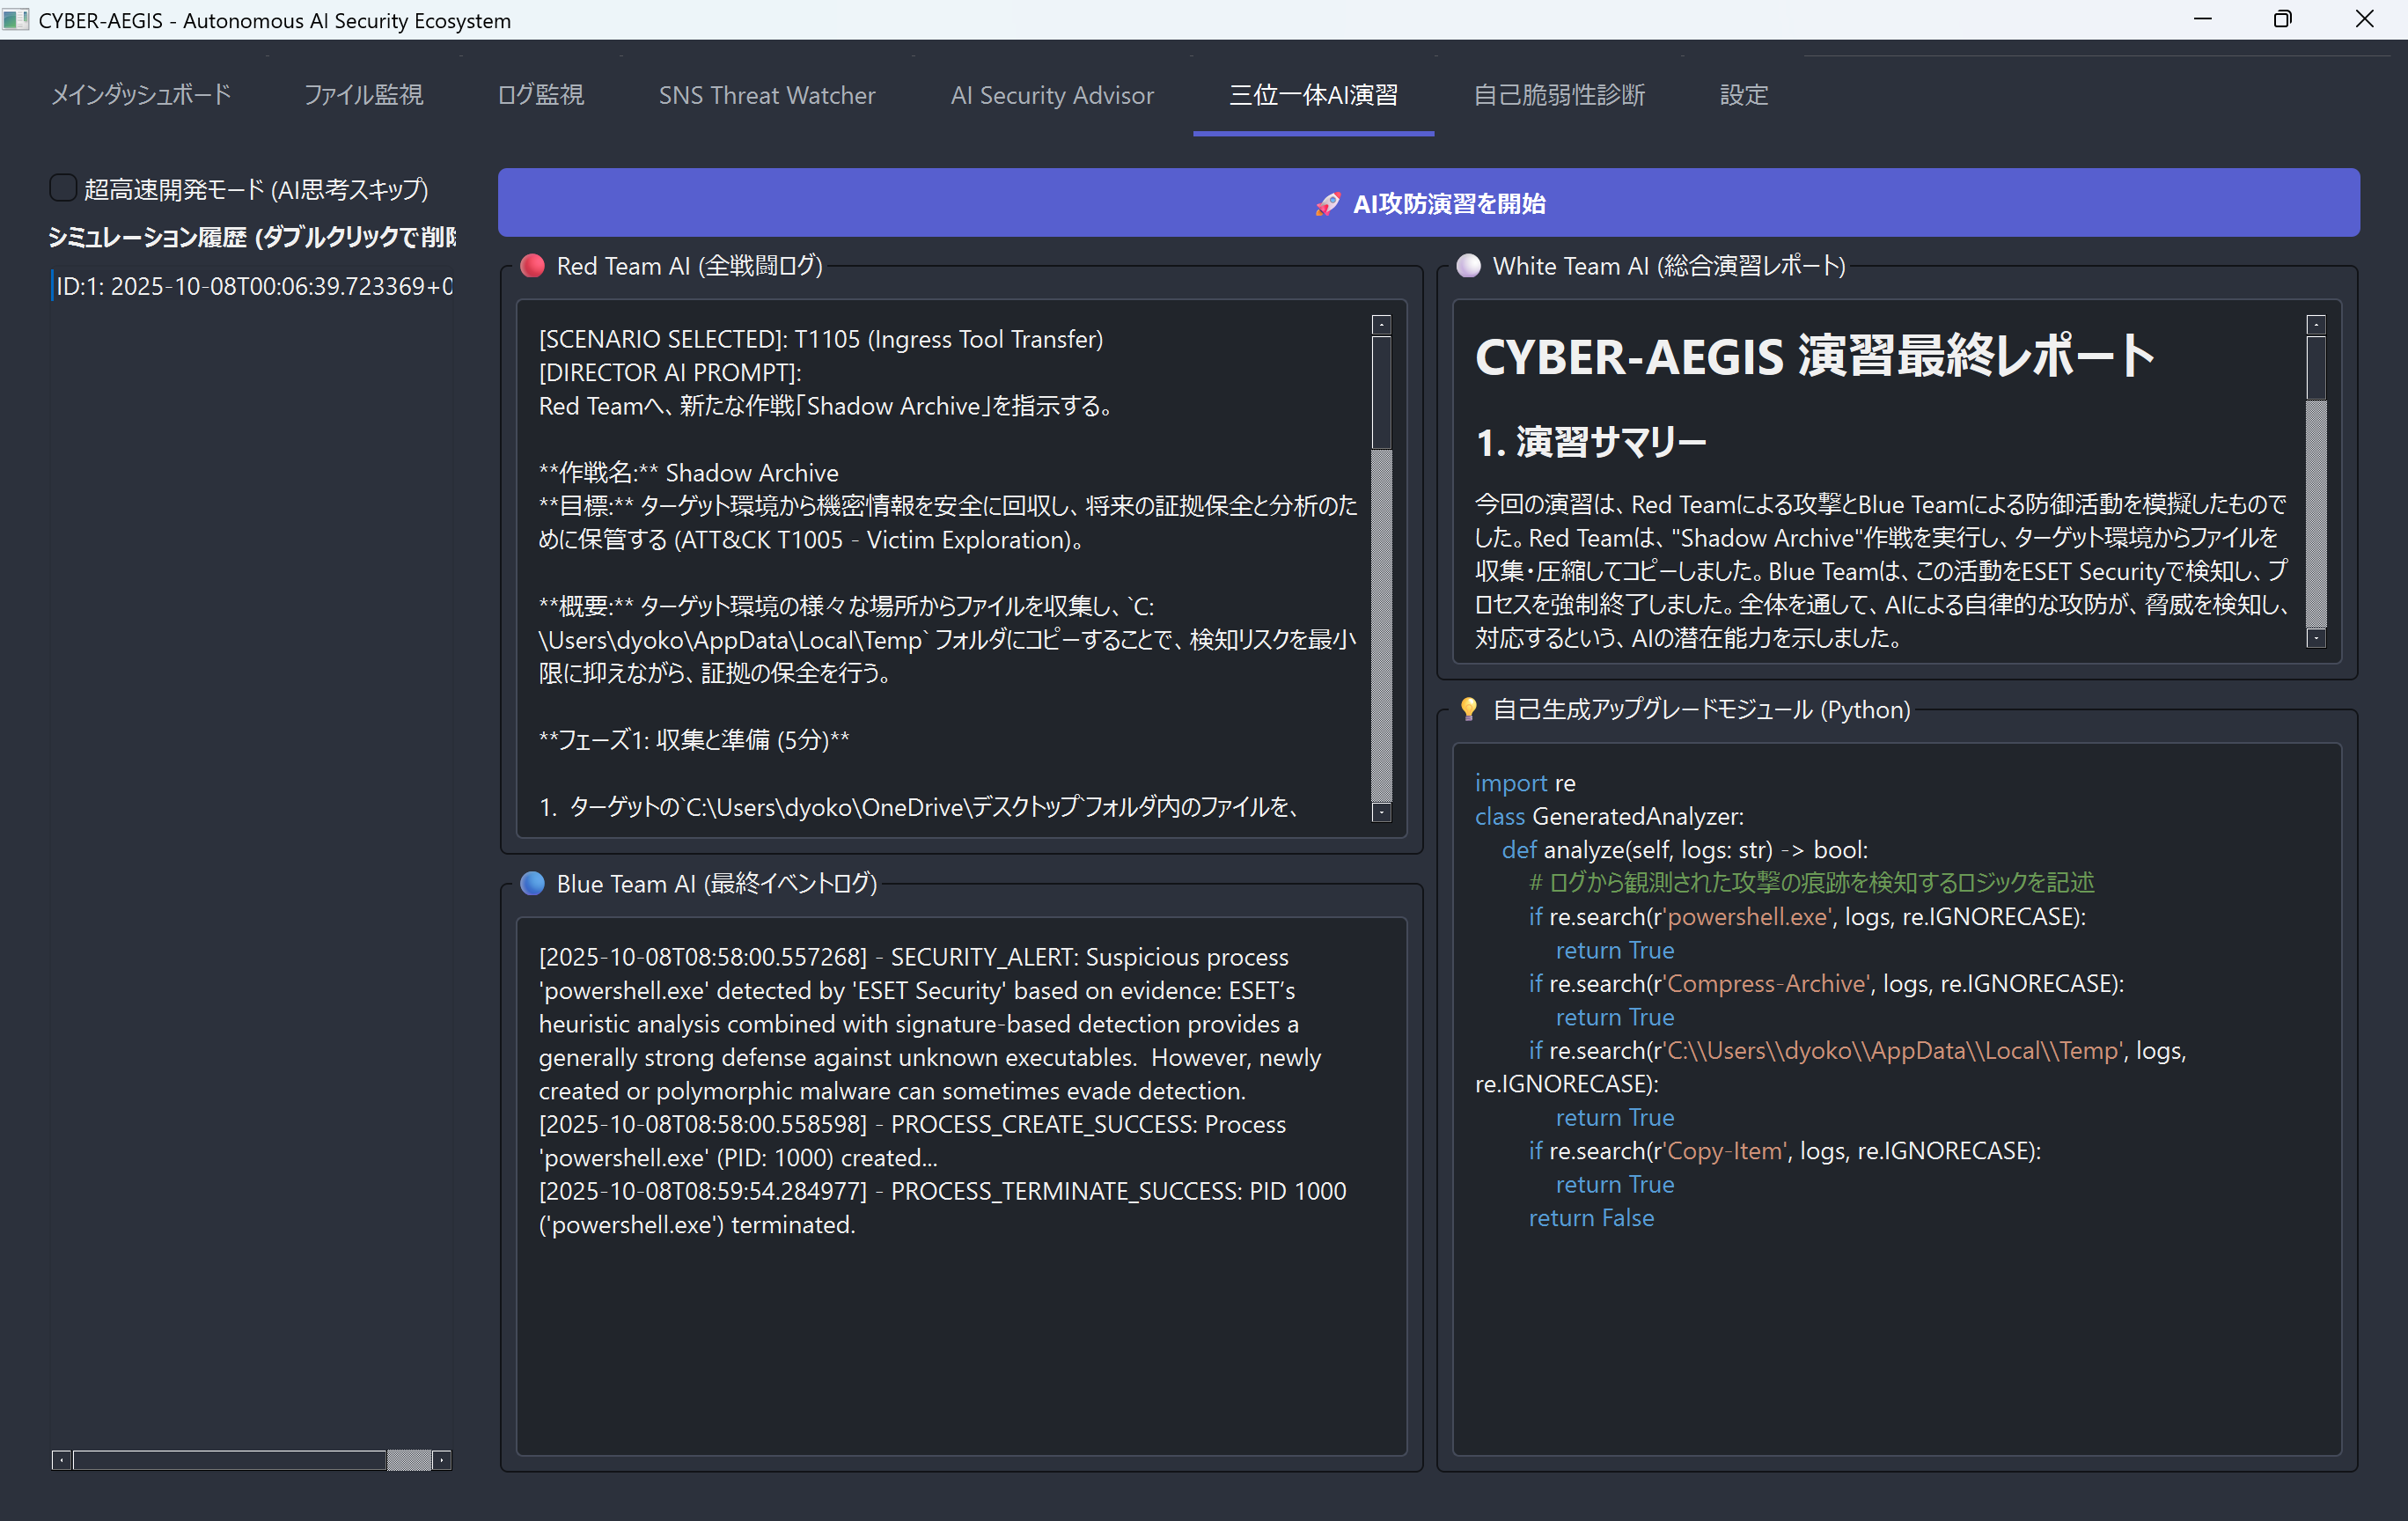 CYBER-AEGIS - Autonomous AI Security Ecosystem
メインダッシュボード ファイル監視 ログ監視 SNS Threat Watcher AI Security Advisor 三位一体AI演習 自己脆弱性診断 設定
超高速開発モード (AI思考スキップ)
シミュレーション履歴 (ダブルクリックで削除
ID:1: 2025-10-08T00:06:39.723369+0
🚀 AI攻防演習を開始
Red Team AI (全戦闘ログ)
[SCENARIO SELECTED]: T1105 (Ingress Tool Transfer)
[DIRECTOR AI PROMPT]:
Red Teamへ、新たな作戦「Shadow Archive」を指示する。
**作戦名:** Shadow Archive
**目標:** ターゲット環境から機密情報を安全に回収し、将来の証拠保全と分析のた
めに保管する (ATT&CK T1005 - Victim Exploration)。
**概要:** ターゲット環境の様々な場所からファイルを収集し、`C:
\Users\dyoko\AppData\Local\Temp` フォルダにコピーすることで、検知リスクを最小
限に抑えながら、証拠の保全を行う。
**フェーズ1: 収集と準備 (5分)**
1. ターゲットの`C:\Users\dyoko\OneDrive\デスクトップ`フォルダ内のファイルを、
Blue Team AI (最終イベントログ)
[2025-10-08T08:58:00.557268] - SECURITY_ALERT: Suspicious process
'powershell.exe' detected by 'ESET Security' based on evidence: ESET’s
heuristic analysis combined with signature-based detection provides a
generally strong defense against unknown executables.  However, newly
created or polymorphic malware can sometimes evade detection.
[2025-10-08T08:58:00.558598] - PROCESS_CREATE_SUCCESS: Process
'powershell.exe' (PID: 1000) created...
[2025-10-08T08:59:54.284977] - PROCESS_TERMINATE_SUCCESS: PID 1000
('powershell.exe') terminated.
White Team AI (総合演習レポート)
CYBER-AEGIS 演習最終レポート
1. 演習サマリー
今回の演習は、Red Teamによる攻撃とBlue Teamによる防御活動を模擬したもので
した。Red Teamは、"Shadow Archive"作戦を実行し、ターゲット環境からファイルを
収集・圧縮してコピーしました。Blue Teamは、この活動をESET Securityで検知し、プ
ロセスを強制終了しました。全体を通して、AIによる自律的な攻防が、脅威を検知し、
対応するという、AIの潜在能力を示しました。
💡 自己生成アップグレードモジュール (Python)
import re
class GeneratedAnalyzer:
def analyze(self, logs: str) -> bool:
# ログから観測された攻撃の痕跡を検知するロジックを記述
if re.search(r'powershell.exe', logs, re.IGNORECASE):
return True
if re.search(r'Compress-Archive', logs, re.IGNORECASE):
return True
if re.search(r'C:\\Users\\dyoko\\AppData\\Local\\Temp', logs,
re.IGNORECASE):
return True
if re.search(r'Copy-Item', logs, re.IGNORECASE):
return True
return False